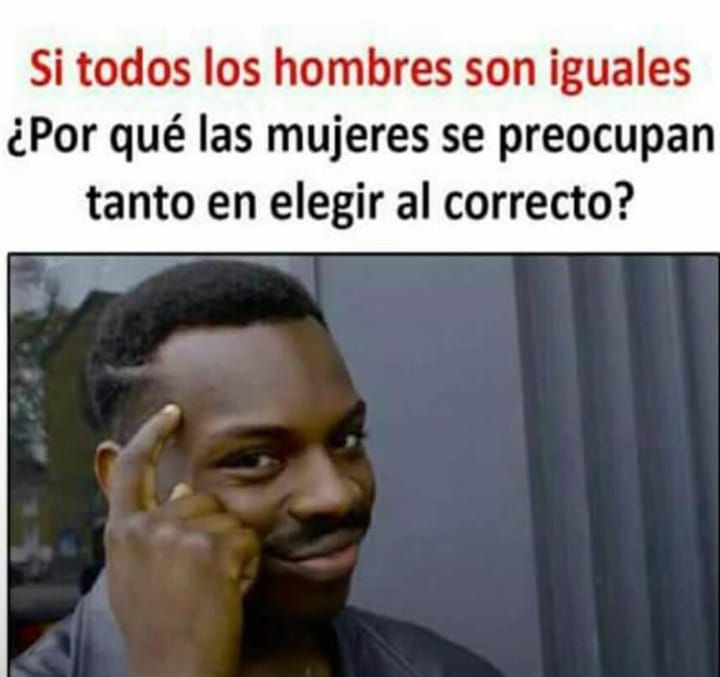 Si todos los hombres son iguales
¿Por qué las mujeres se preocupan
tanto en elegir al correcto?